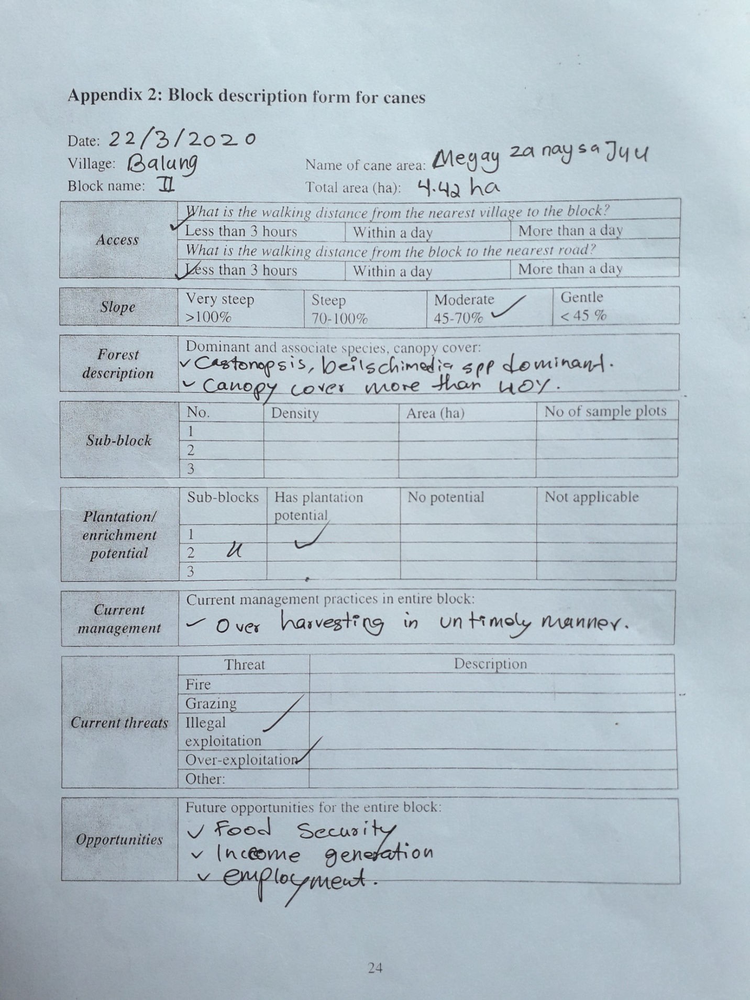 Appendix 2: Block description form for canes
Date: 22/3/2020
Village: Balung
Name of cane area: Megay zanaysa Jyu
Block name: II
Total area (ha): 4.42 ha
Access
What is the walking distance from the nearest village to the block?
✓ Less than 3 hours Within a day More than a day
What is the walking distance from the block to the nearest road?
✓ Less than 3 hours Within a day More than a day
Slope
Very steep Steep Moderate Gentle
>100% 70-100% 45-70% ✓ < 45 %
Forest description
Dominant and associate species, canopy cover:
✓ Castonopsis, beilschimedia spp dominant.
✓ Canopy cover more than 40%.
Sub-block
No. Density Area (ha) No of sample plots
1
2
3
Plantation/
enrichment
potential
Sub-blocks Has plantation potential No potential Not applicable
1
2 ✓
3
Current
management
Current management practices in entire block:
✓ Over harvesting in untimely manner.
Current threats
Threat Description
Fire
Grazing
Illegal exploitation ✓
Over-exploitation ✓
Other:
Opportunities
Future opportunities for the entire block:
✓ Food Security
✓ Income generation
✓ employment.
24